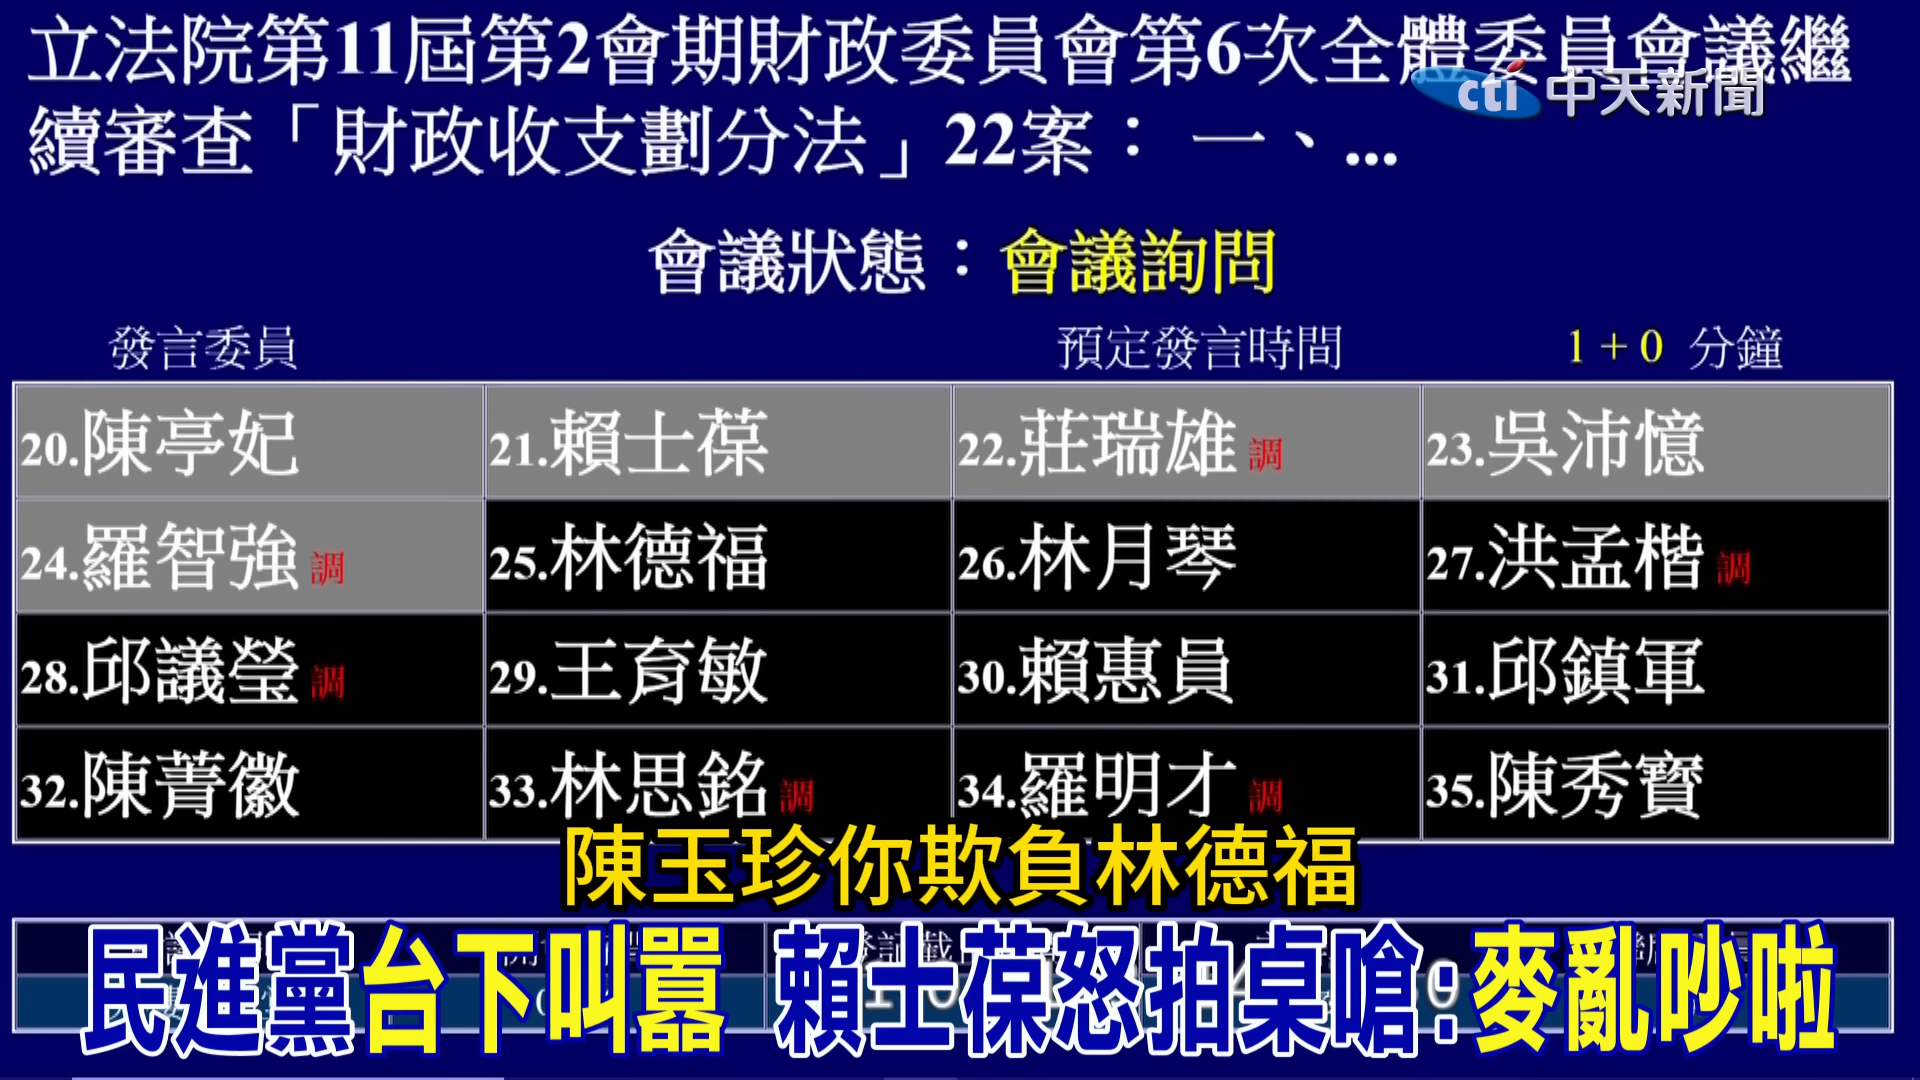 立法院第11屆第2會期財政委員會第6次全體委員會議繼
cti 中天新聞
續審查「財政收支劃分法」22案：一、...
會議狀態：會議詢問
發言委員 預定發言時間 1+0 分鐘
20.陳亭妃 21.賴士葆 22.莊瑞雄調 23.吳沛憶
24.羅智強調 25.林德福 26.林月琴 27.洪孟楷調
28.邱議瑩調 29.王育敏 30.賴惠員 31.邱鎮軍
32.陳菁徽 33.林思銘調 34.羅明才調 35.陳秀寳
陳玉珍你欺負林德福
民進黨台下叫囂 賴士葆怒拍桌嗆:麥亂吵啦